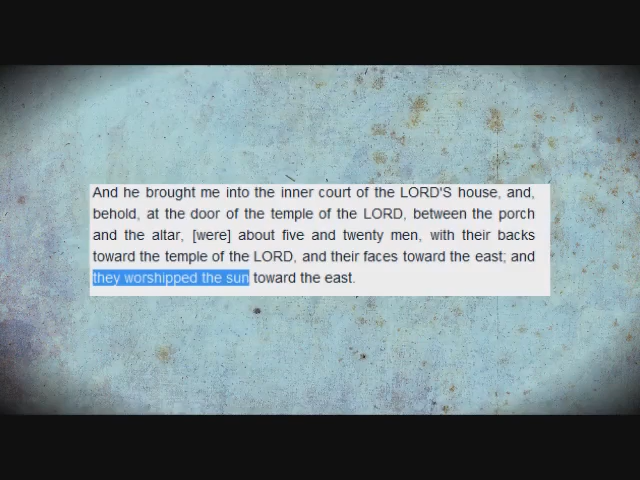 And he brought me into the inner court of the LORD'S house, and,
behold, at the door of the temple of the LORD, between the porch
and the altar, [were] about five and twenty men, with their backs
toward the temple of the LORD, and their faces toward the east; and
they worshipped the sun toward the east.